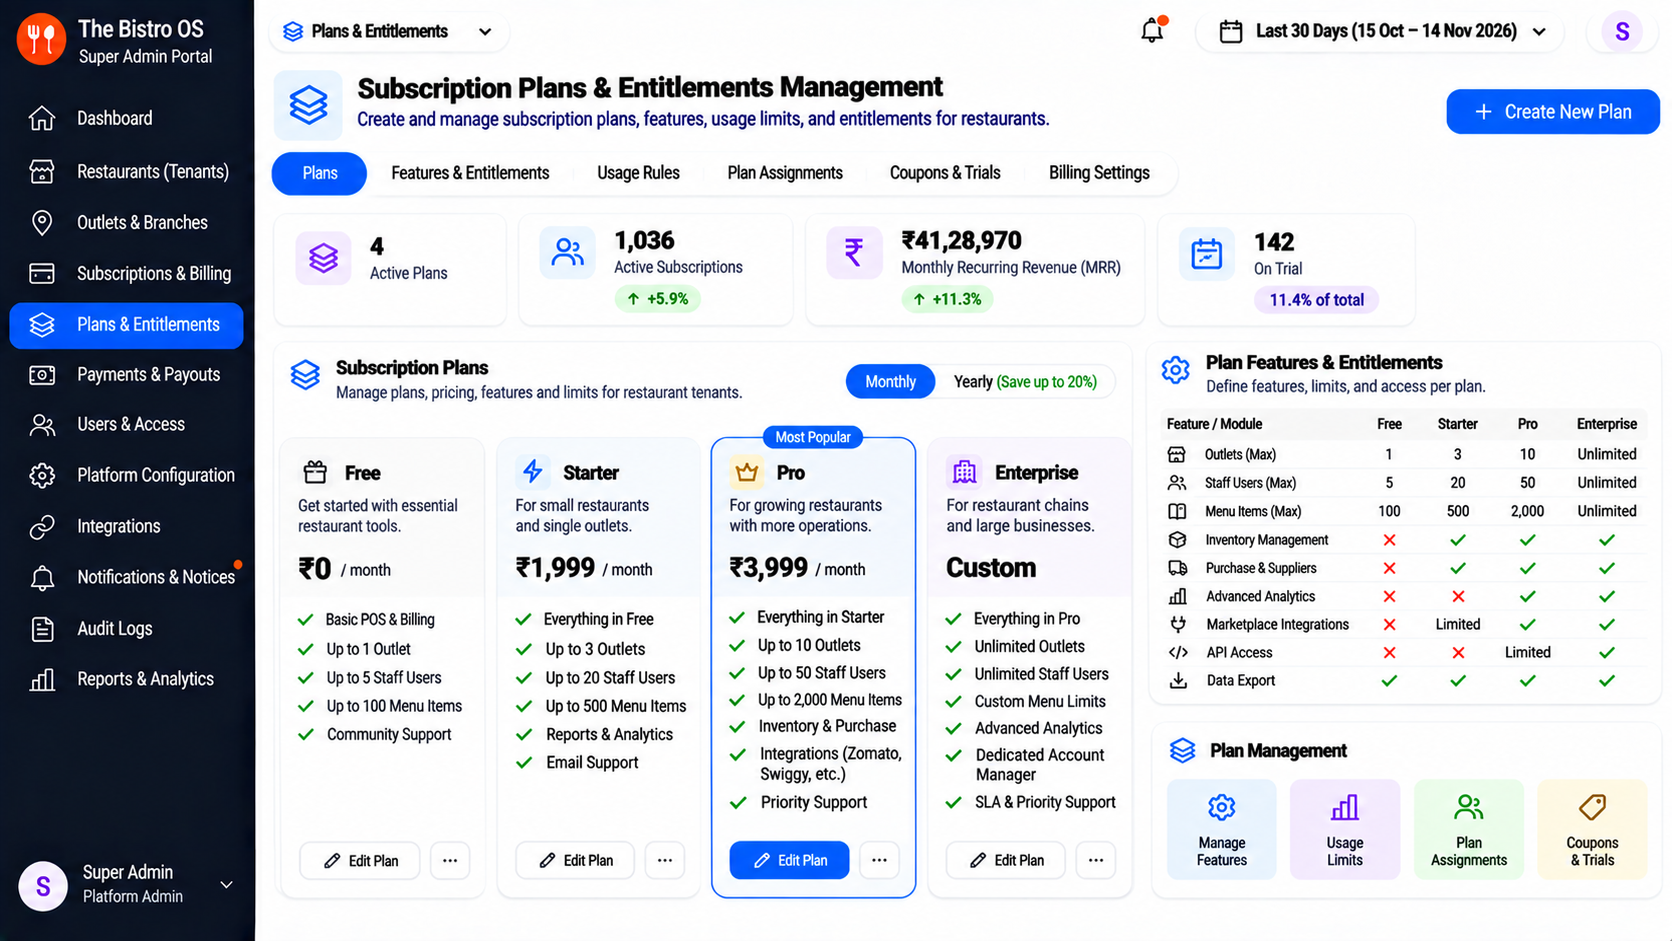 The Bistro OS
Super Admin Portal
Dashboard
Restaurants (Tenants)
Outlets & Branches
Subscriptions & Billing
Plans & Entitlements
Payments & Payouts
Users & Access
Platform Configuration
Integrations
Notifications & Notices
Audit Logs
Reports & Analytics
S
Super Admin
Platform Admin
Plans & Entitlements
Last 30 Days (15 Oct – 14 Nov 2026)
S
Subscription Plans & Entitlements Management
Create and manage subscription plans, features, usage limits, and entitlements for restaurants.
+ Create New Plan
Plans
Features & Entitlements
Usage Rules
Plan Assignments
Coupons & Trials
Billing Settings
4
Active Plans
1,036
Active Subscriptions
↑ +5.9%
₹
₹41,28,970
Monthly Recurring Revenue (MRR)
↑ +11.3%
142
On Trial
11.4% of total
Subscription Plans
Manage plans, pricing, features and limits for restaurant tenants.
Monthly
Yearly (Save up to 20%)
Free
Get started with essential
restaurant tools.
₹0 / month
Basic POS & Billing
Up to 1 Outlet
Up to 5 Staff Users
Up to 100 Menu Items
Community Support
Edit Plan
...
Starter
For small restaurants
and single outlets.
₹1,999 / month
Everything in Free
Up to 3 Outlets
Up to 20 Staff Users
Up to 500 Menu Items
Reports & Analytics
Email Support
Edit Plan
...
Most Popular
Pro
For growing restaurants
with more operations.
₹3,999 / month
Everything in Starter
Up to 10 Outlets
Up to 50 Staff Users
Up to 2,000 Menu Items
Inventory & Purchase
Integrations (Zomato,
Swiggy, etc.)
Priority Support
Edit Plan
...
Enterprise
For restaurant chains
and large businesses.
Custom
Everything in Pro
Unlimited Outlets
Unlimited Staff Users
Custom Menu Limits
Advanced Analytics
Dedicated Account
Manager
SLA & Priority Support
Edit Plan
...
Plan Features & Entitlements
Define features, limits, and access per plan.
Feature / Module Free Starter Pro Enterprise
Outlets (Max) 1 3 10 Unlimited
Staff Users (Max) 5 20 50 Unlimited
Menu Items (Max) 100 500 2,000 Unlimited
Inventory Management ✕ ✓ ✓ ✓
Purchase & Suppliers ✕ ✓ ✓ ✓
Advanced Analytics ✕ ✕ ✓ ✓
Marketplace Integrations ✕ Limited ✓ ✓
API Access ✕ ✕ Limited ✓
Data Export ✓ ✓ ✓ ✓
Plan Management
Manage
Features
Usage
Limits
Plan
Assignments
Coupons
& Trials